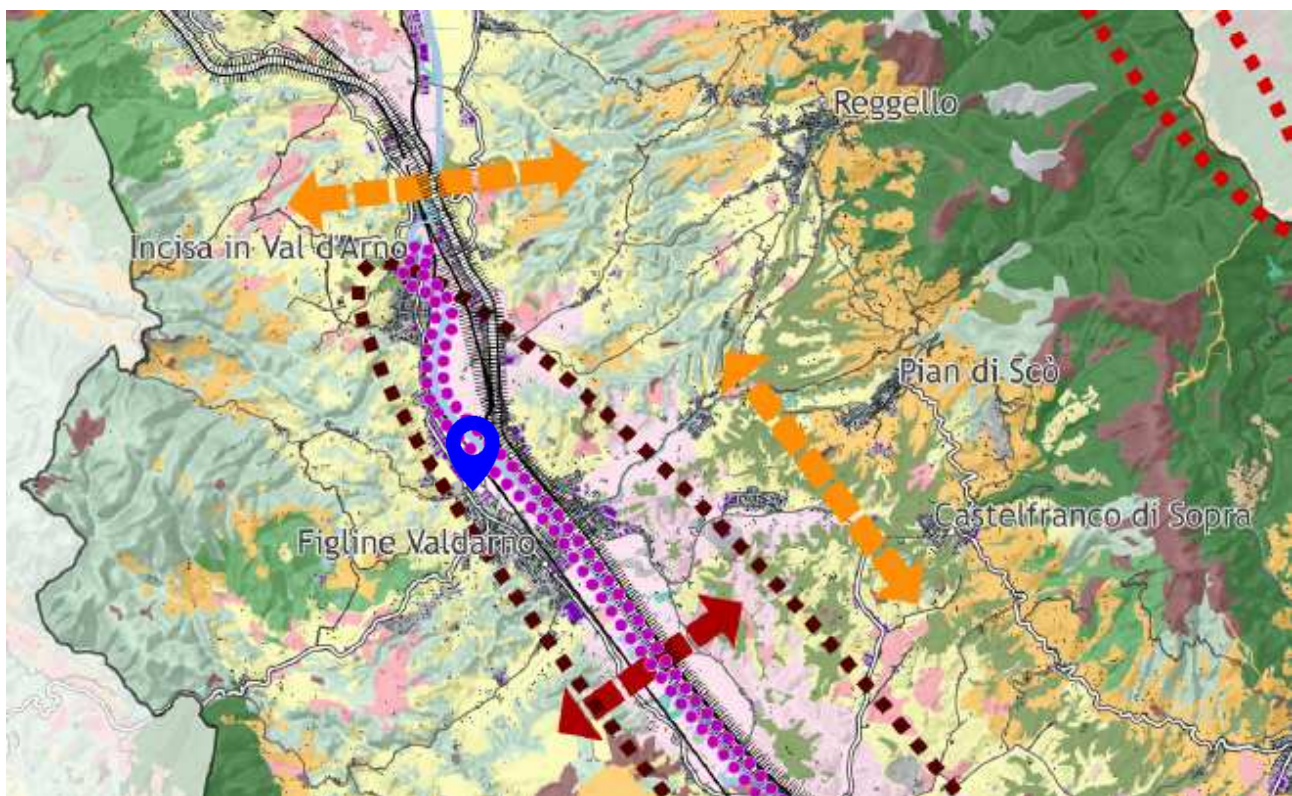 Reggello
Incisa in Val d'Arno
Pian di Scò
Castelfranco di Sopra
Figline Valdarno